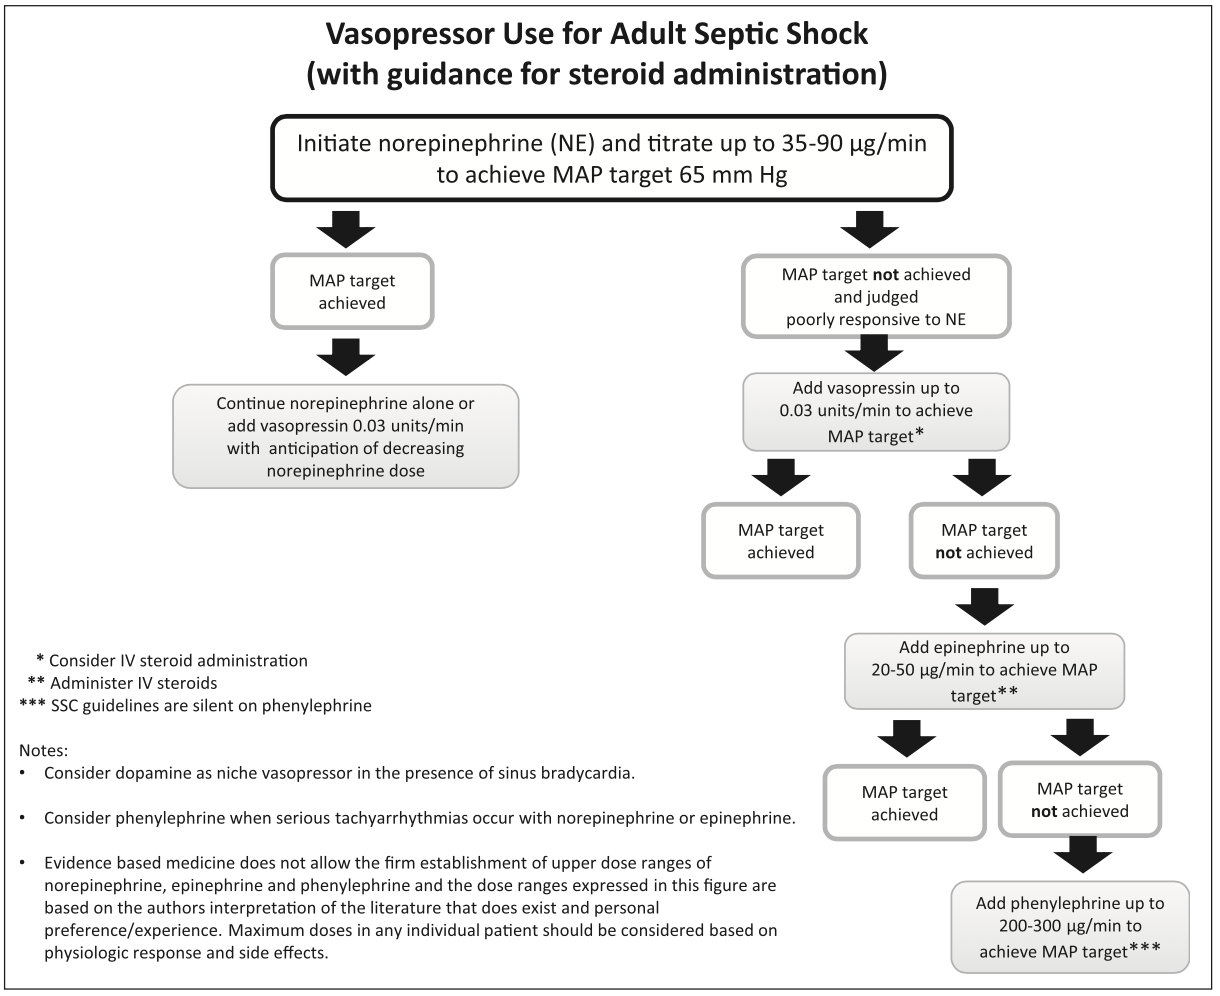 Vasopressor Use for Adult Septic Shock
(with guidance for steroid administration)
Initiate norepinephrine (NE) and titrate up to 35-90 µg/min
to achieve MAP target 65 mm Hg
MAP target
achieved
Continue norepinephrine alone or
add vasopressin 0.03 units/min
with anticipation of decreasing
norepinephrine dose
MAP target not achieved
and judged
poorly responsive to NE
Add vasopressin up to
0.03 units/min to achieve
MAP target*
MAP target
achieved
MAP target
not achieved
Add epinephrine up to
20-50 µg/min to achieve MAP
target**
MAP target
achieved
MAP target
not achieved
Add phenylephrine up to
200-300 µg/min to
achieve MAP target***
* Consider IV steroid administration
** Administer IV steroids
*** SSC guidelines are silent on phenylephrine
Notes:
• Consider dopamine as niche vasopressor in the presence of sinus bradycardia.
• Consider phenylephrine when serious tachyarrhythmias occur with norepinephrine or epinephrine.
• Evidence based medicine does not allow the firm establishment of upper dose ranges of
norepinephrine, epinephrine and phenylephrine and the dose ranges expressed in this figure are
based on the authors interpretation of the literature that does exist and personal
preference/experience. Maximum doses in any individual patient should be considered based on
physiologic response and side effects.